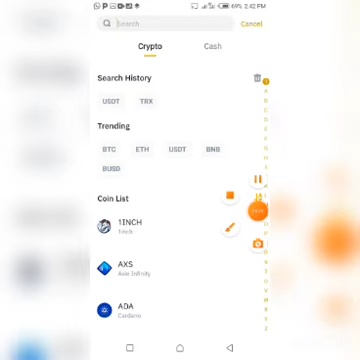 69% 2:42 PM
Search
Cancel
Crypto Cash
Search History
USDT TRX
Trending
BTC ETH USDT BNB
BUSD
Coin List
1INCH
1inch
AXS
Axie Infinity
ADA
Cardano